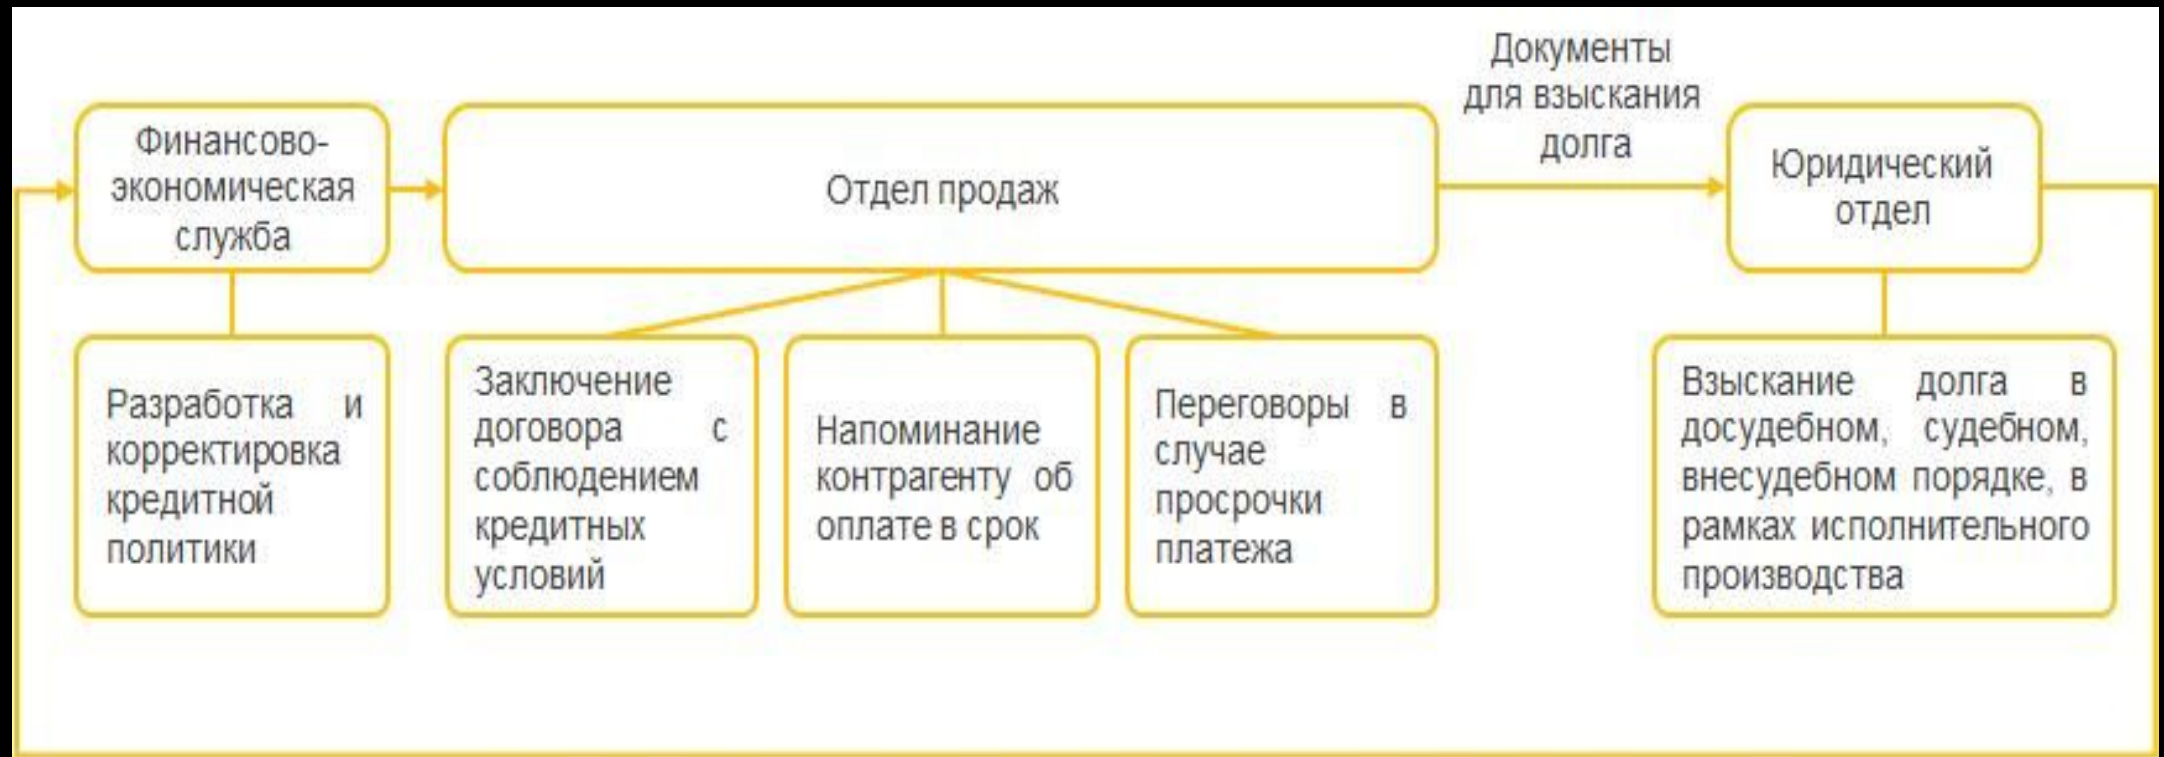 Финансово-
экономическая
служба
Отдел продаж
Документы
для взыскания
долга
Юридический
отдел
Разработка и
корректировка
кредитной
политики
Заключение
договора с
соблюдением
кредитных
условий
Напоминание
контрагенту об
оплате в срок
Переговоры в
случае
просрочки
платежа
Взыскание долга в
досудебном, судебном,
внесудебном порядке, в
рамках исполнительного
производства